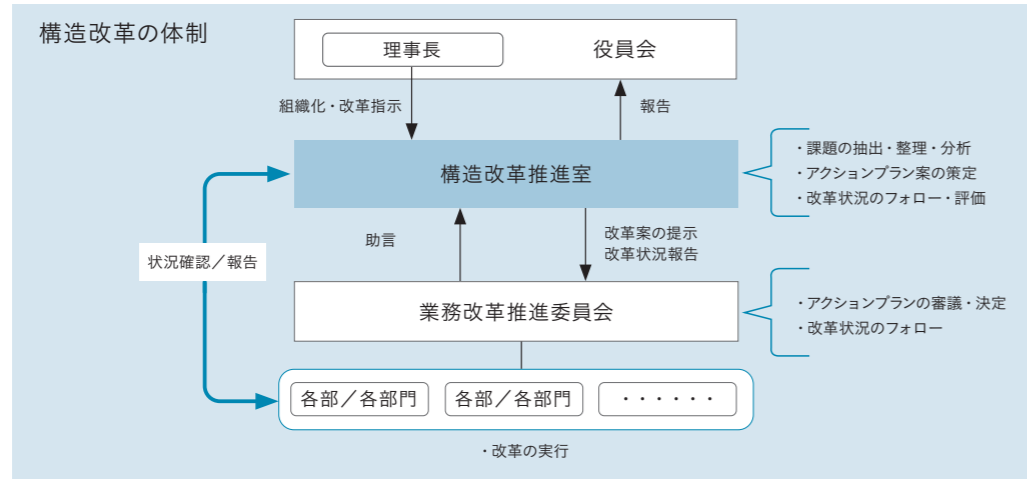 構造改革の体制
理事長
役員会
組織化・改革指示
報告
構造改革推進室
・課題の抽出・整理・分析
・アクションプラン案の策定
・改革状況のフォロー・評価
助言
改革案の提示
改革状況報告
状況確認／報告
業務改革推進委員会
・アクションプランの審議・決定
・改革状況のフォロー
各部／各部門
各部／各部門
・・・・・・
・改革の実行